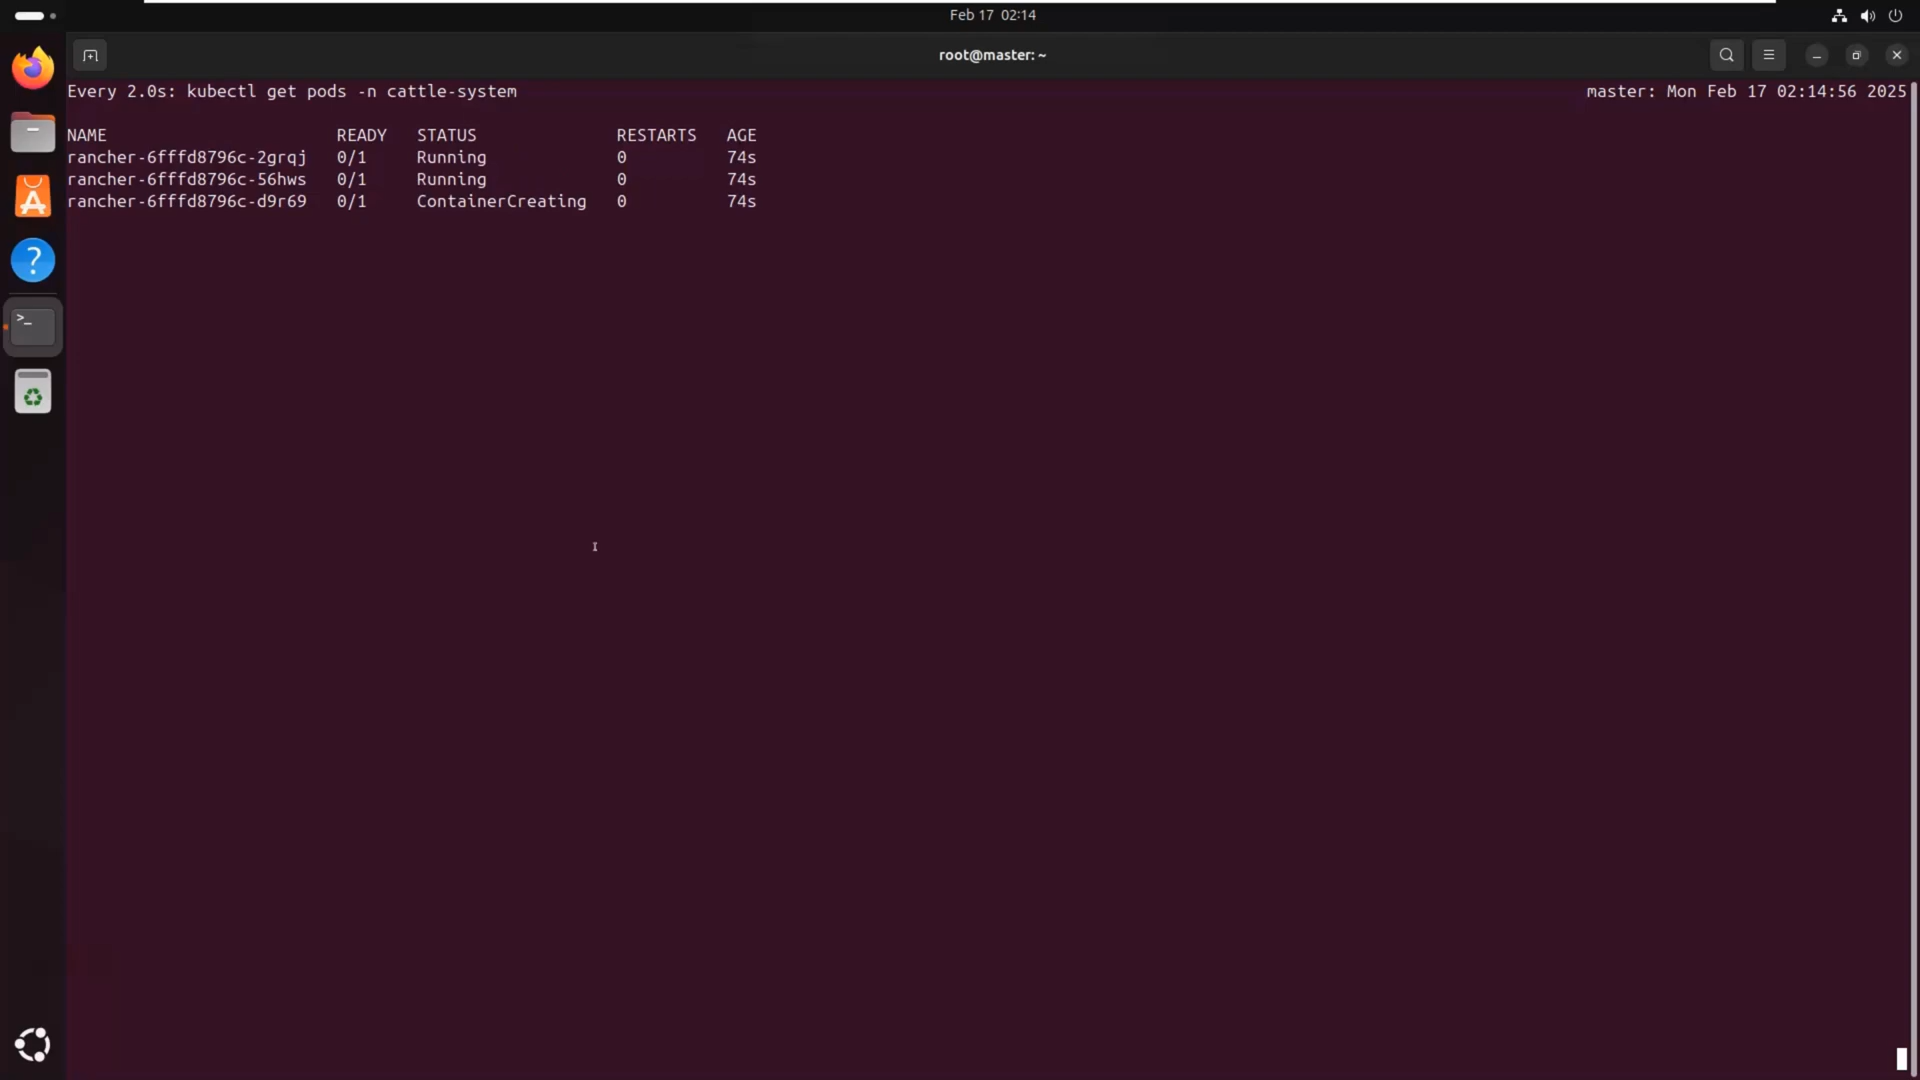 Feb 17 02:14
root@master: ~
Every 2.0s: kubectl get pods -n cattle-system master: Mon Feb 17 02:14:56 2025
NAME READY STATUS RESTARTS AGE
rancher-6fffd8796c-2grqj 0/1 Running 0 74s
rancher-6fffd8796c-56hws 0/1 Running 0 74s
rancher-6fffd8796c-d9r69 0/1 ContainerCreating 0 74s